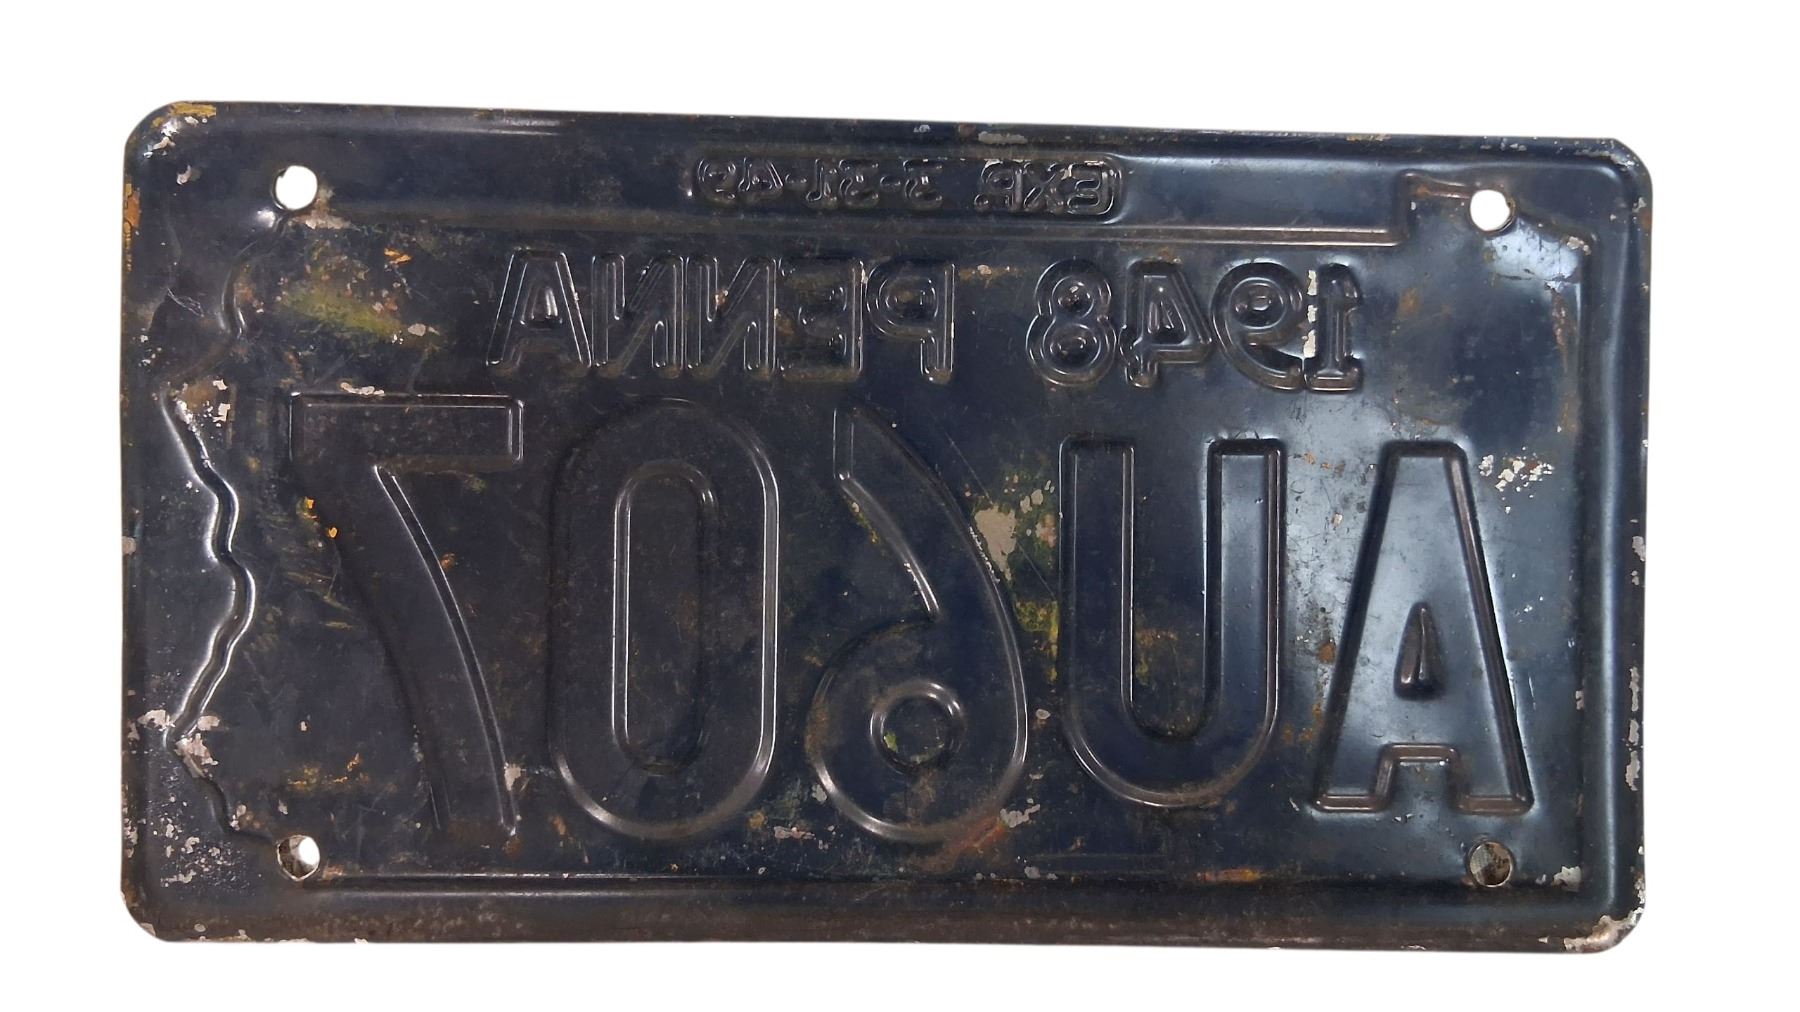 EXP. 3-31-49
1948 PENNA
AU607